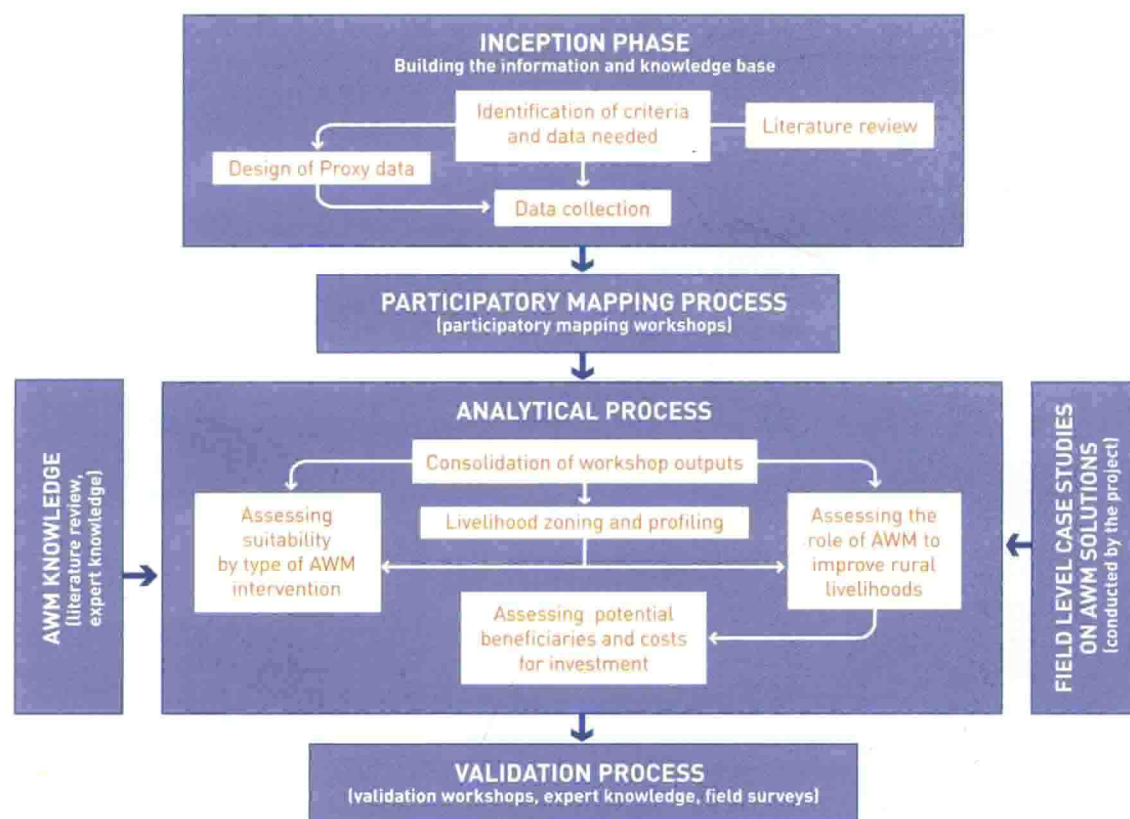 INCEPTION PHASE
Building the information and knowledge base
Identification of criteria
and data needed
Literature review
Design of Proxy data
Data collection
PARTICIPATORY MAPPING PROCESS
(participatory mapping workshops)
AWM KNOWLEDGE
(literature review,
expert knowledge)
ANALYTICAL PROCESS
Consolidation of workshop outputs
Assessing
suitability
by type of AWM
intervention
Livelihood zoning and profiling
Assessing the
role of AWM to
improve rural
livelihoods
Assessing potential
beneficiaries and costs
for investment
FIELD LEVEL CASE STUDIES
ON AWM SOLUTIONS
(conducted by the project)
VALIDATION PROCESS
(validation workshops, expert knowledge, field surveys)